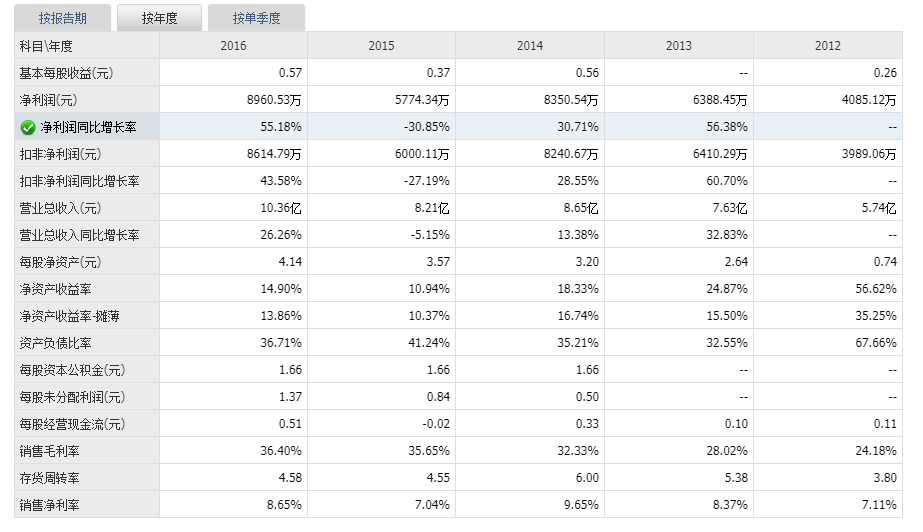 按报告期 按年度 按单季度
科目\年度 2016 2015 2014 2013 2012
基本每股收益(元) 0.57 0.37 0.56 -- 0.26
净利润(元) 8960.53万 5774.34万 8350.54万 6388.45万 4085.12万
净利润同比增长率 55.18% -30.85% 30.71% 56.38% --
扣非净利润(元) 8614.79万 6000.11万 8240.67万 6410.29万 3989.06万
扣非净利润同比增长率 43.58% -27.19% 28.55% 60.70% --
营业总收入(元) 10.36亿 8.21亿 8.65亿 7.63亿 5.74亿
营业总收入同比增长率 26.26% -5.15% 13.38% 32.83% --
每股净资产(元) 4.14 3.57 3.20 2.64 0.74
净资产收益率 14.90% 10.94% 18.33% 24.87% 56.62%
净资产收益率-摊薄 13.86% 10.37% 16.74% 15.50% 35.25%
资产负债比率 36.71% 41.24% 35.21% 32.55% 67.66%
每股资本公积金(元) 1.66 1.66 1.66 -- --
每股未分配利润(元) 1.37 0.84 0.50 -- --
每股经营现金流(元) 0.51 -0.02 0.33 0.10 0.11
销售毛利率 36.40% 35.65% 32.33% 28.02% 24.18%
存货周转率 4.58 4.55 6.00 5.38 3.80
销售净利率 8.65% 7.04% 9.65% 8.37% 7.11%